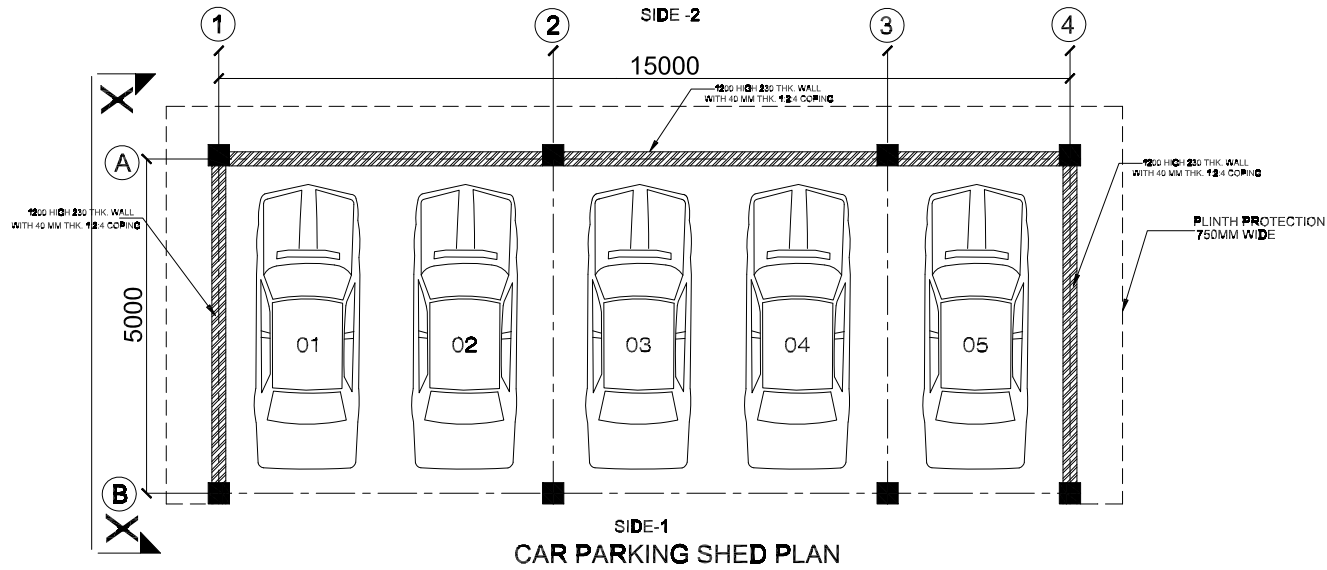 SIDE -2
1
2
3
4
15000
X
1200 HIGH 230 THK. WALL
WITH 40 MM THK. 1:2:4 COPING
A
1200 HIGH 230 THK. WALL
WITH 40 MM THK. 1:2:4 COPING
1200 HIGH 230 THK. WALL
WITH 40 MM THK. 1:2:4 COPING
PLINTH PROTECTION
750MM WIDE
5000
01
02
03
04
05
B
X
SIDE-1
CAR PARKING SHED PLAN